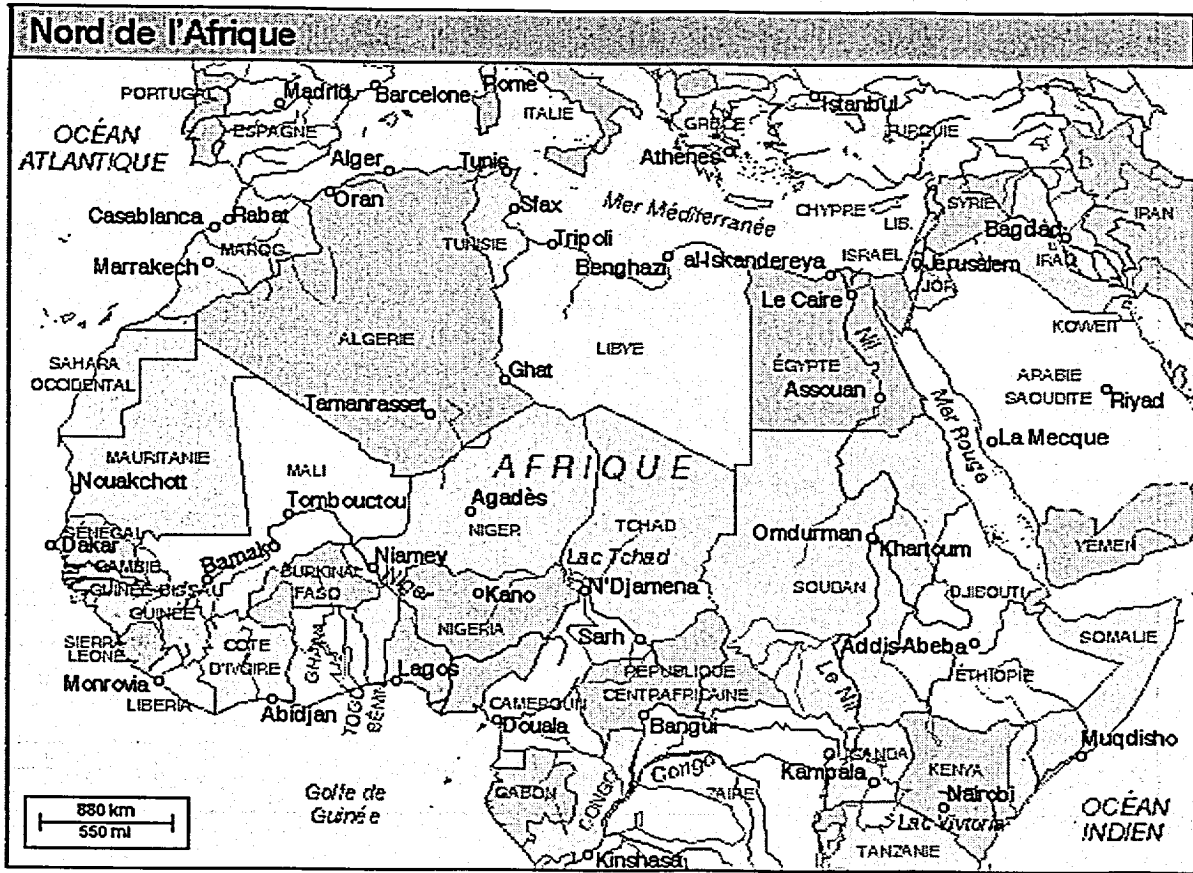 Nord de l'Afrique
PORTUGAL
Madrid
Barcelone
Rome
ITALIE
Istanbul
OCÉAN
ATLANTIQUE
ESPAGNE
GRECE
TURQUIE
Alger
Tunis
Athènes
Oran
Casablanca
Rabat
Sfax
Mer Méditerranée
CHYPRE
SYRIE
IRAN
LIB.
MAROC
TUNISIE
Tripoli
Bagdad
Marrakech
Benghazi
al-Iskandereya
ISRAEL
Jérusalem
IRAQ
Le Caire
JOR.
KOWEIT
SAHARA
OCCIDENTAL
ALGERIE
LIBYE
Nil
ÉGYPTE
Ghat
Assouan
ARABIE
SAOUDITE
Riyad
Tamanrasset
Mer Rouge
La Mecque
MAURITANIE
MALI
AFRIQUE
Nouakchott
Tombouctou
Agadès
NIGER
TCHAD
SÉNÉGAL
Dakar
Omdurman
Khartoum
YEMEN
GAMBIE
Bamako
Niamey
Lac Tchad
BURKINA
FASO
Niger
N'Djamena
SOUDAN
DJIBOUTI
GUINÉE-BISSAU
GUINÉE
Kano
NIGERIA
SIERRA
LEONE
COTE
D'IVOIRE
GHANA
Sarh
Addis-Abeba
SOMALIE
Monrovia
LIBERIA
Lagos
REPUBLIQUE
CENTRAFRICAINE
Le Nil
ETHIOPIE
Abidjan
TOGO
BÉNIN
CAMEROUN
Douala
Bangui
Muqdisho
Golfe de
Guinée
GABON
CONGO
Congo
ZAIRE
Kampala
UGANDA
KENYA
Nairobi
Lac Victoria
OCÉAN
INDIEN
880 km
550 mi
Kinshasa
TANZANIE